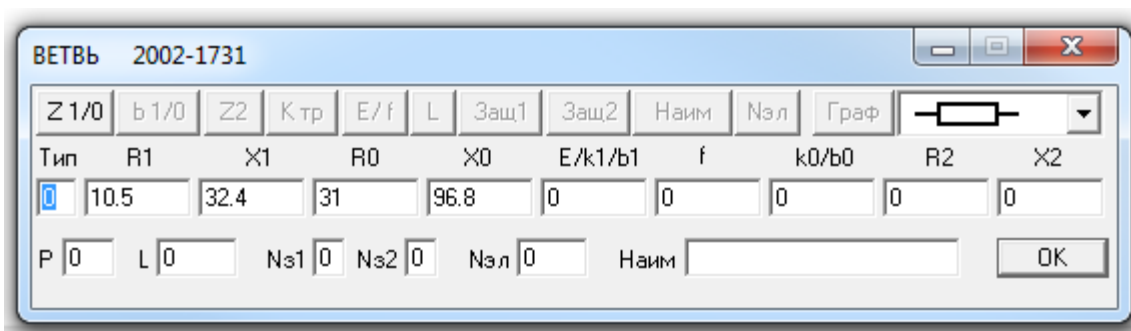 ВЕТВЬ 2002-1731
Z 1/0 b 1/0 Z2 К тр E/ f L Защ1 Защ2 Наим Nэл Граф
Тип R1 X1 R0 X0 E/k1/b1 f k0/b0 R2 X2
0 10.5 32.4 31 96.8 0 0 0 0 0
P 0 L 0 Nз1 0 Nз2 0 Nэл 0 Наим OK